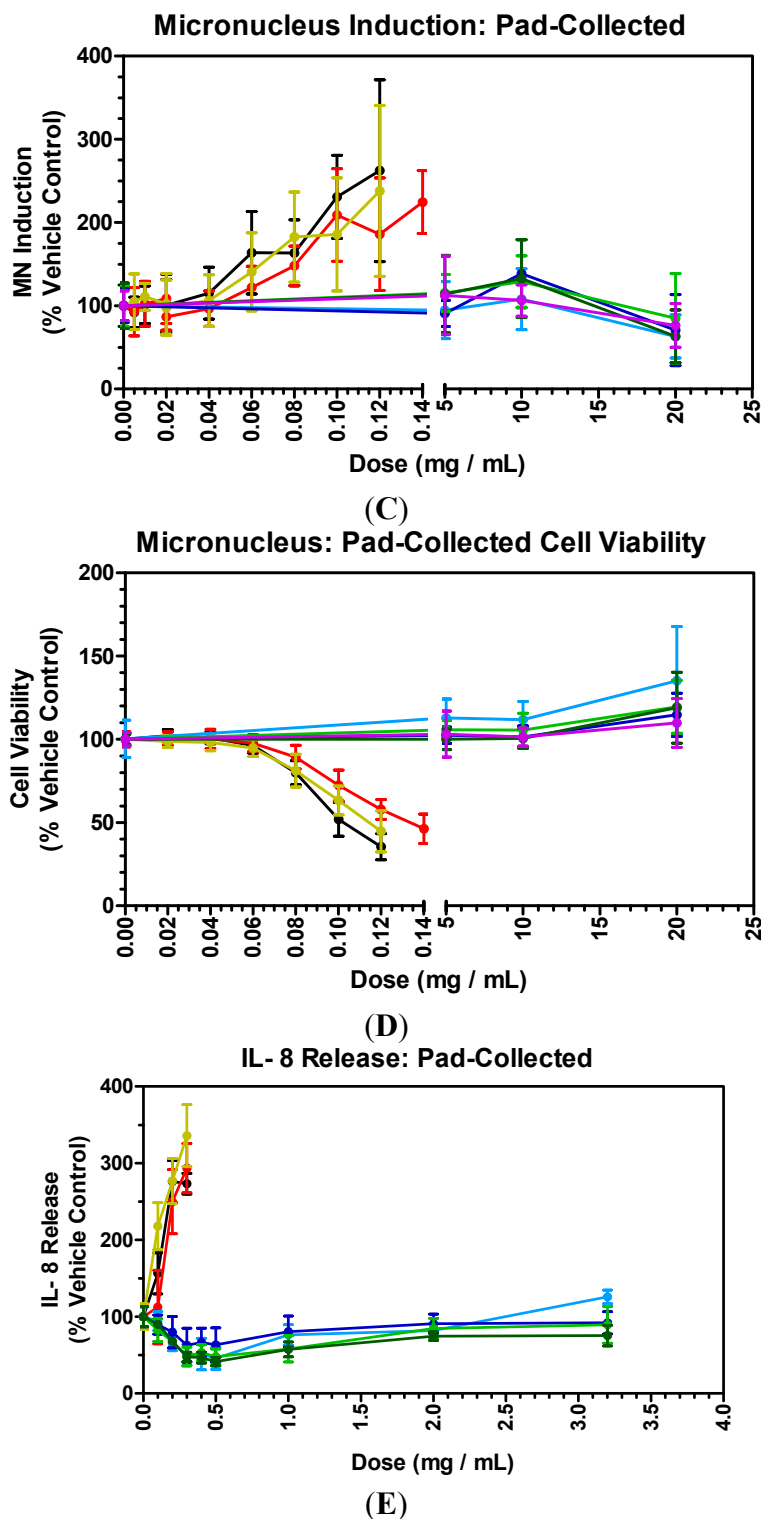 Micronucleus Induction: Pad-Collected
MN Induction
(% Vehicle Control)
400
300
200
100
0
0.00 0.02 0.04 0.06 0.08 0.10 0.12 0.14 5 10 15 20 25
Dose (mg / mL)
(C)
Micronucleus: Pad-Collected Cell Viability
Cell Viability
(% Vehicle Control)
200
150
100
50
0
0.00 0.02 0.04 0.06 0.08 0.10 0.12 0.14 5 10 15 20 25
Dose (mg / mL)
(D)
IL- 8 Release: Pad-Collected
IL- 8 Release
(% Vehicle Control)
400
300
200
100
0
0.0 0.5 1.0 1.5 2.0 2.5 3.0 3.5 4.0
Dose (mg / mL)
(E)